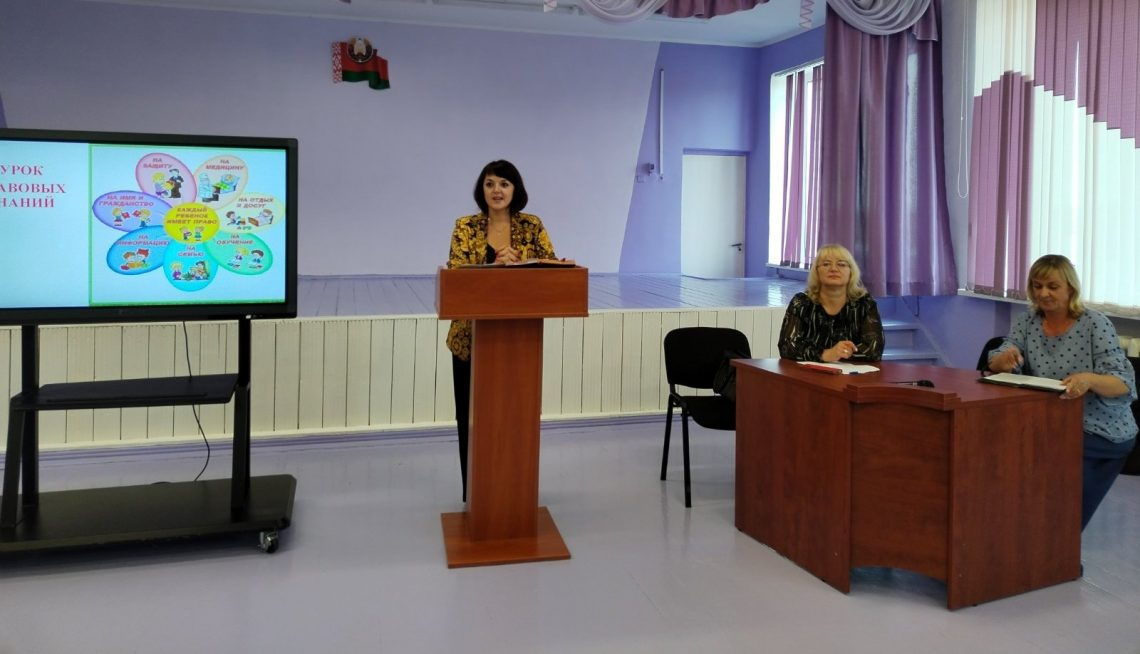 УРОК
АВОВЫХ
НАНИЙ
НА
ЗАЩИТУ
НА
МЕДИЦИНУ
НА ИМЯ И
ГРАЖДАНСТВО
КАЖДЫЙ
РЕБЕНОК
ИМЕЕТ ПРАВО
НА ОТДЫХ
И ДОСУГ
НА
ИНФОРМАЦИЮ
НА
СЕМЬЮ
НА
ОБУЧЕНИЕ